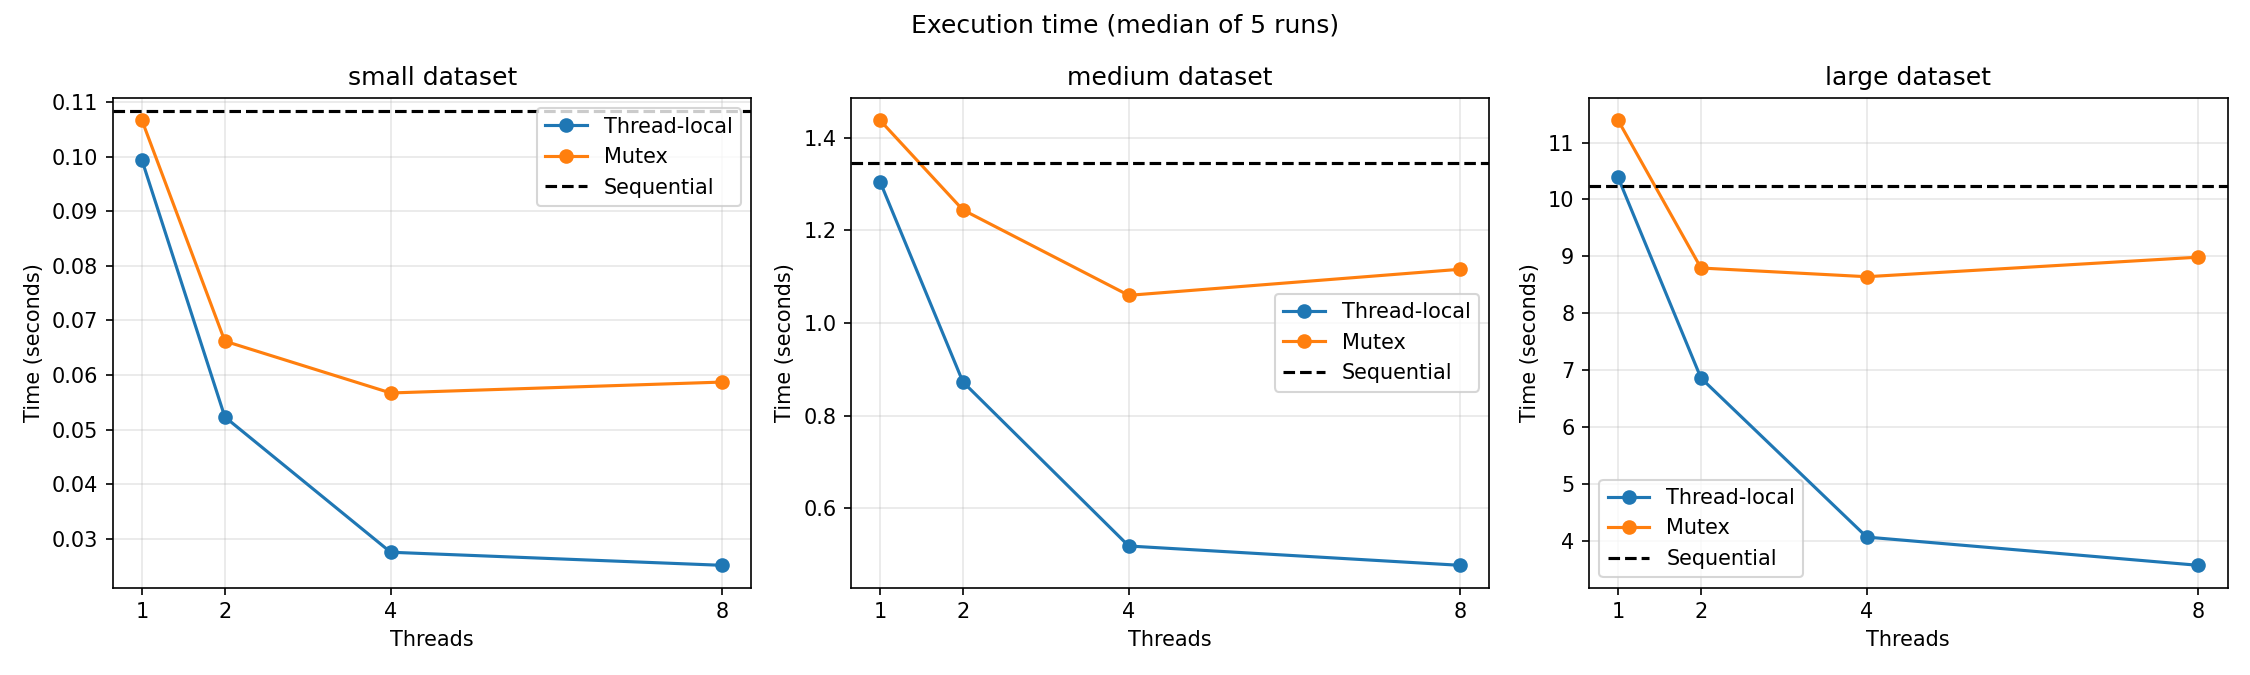 Execution time (median of 5 runs)
small dataset
0.11
0.10
0.09
0.08
0.07
0.06
0.05
0.04
0.03
Time (seconds)
Thread-local
Mutex
Sequential
1 2 4 8
Threads
medium dataset
1.4
1.2
1.0
0.8
0.6
Time (seconds)
Thread-local
Mutex
Sequential
1 2 4 8
Threads
large dataset
11
10
9
8
7
6
5
4
Time (seconds)
Thread-local
Mutex
Sequential
1 2 4 8
Threads